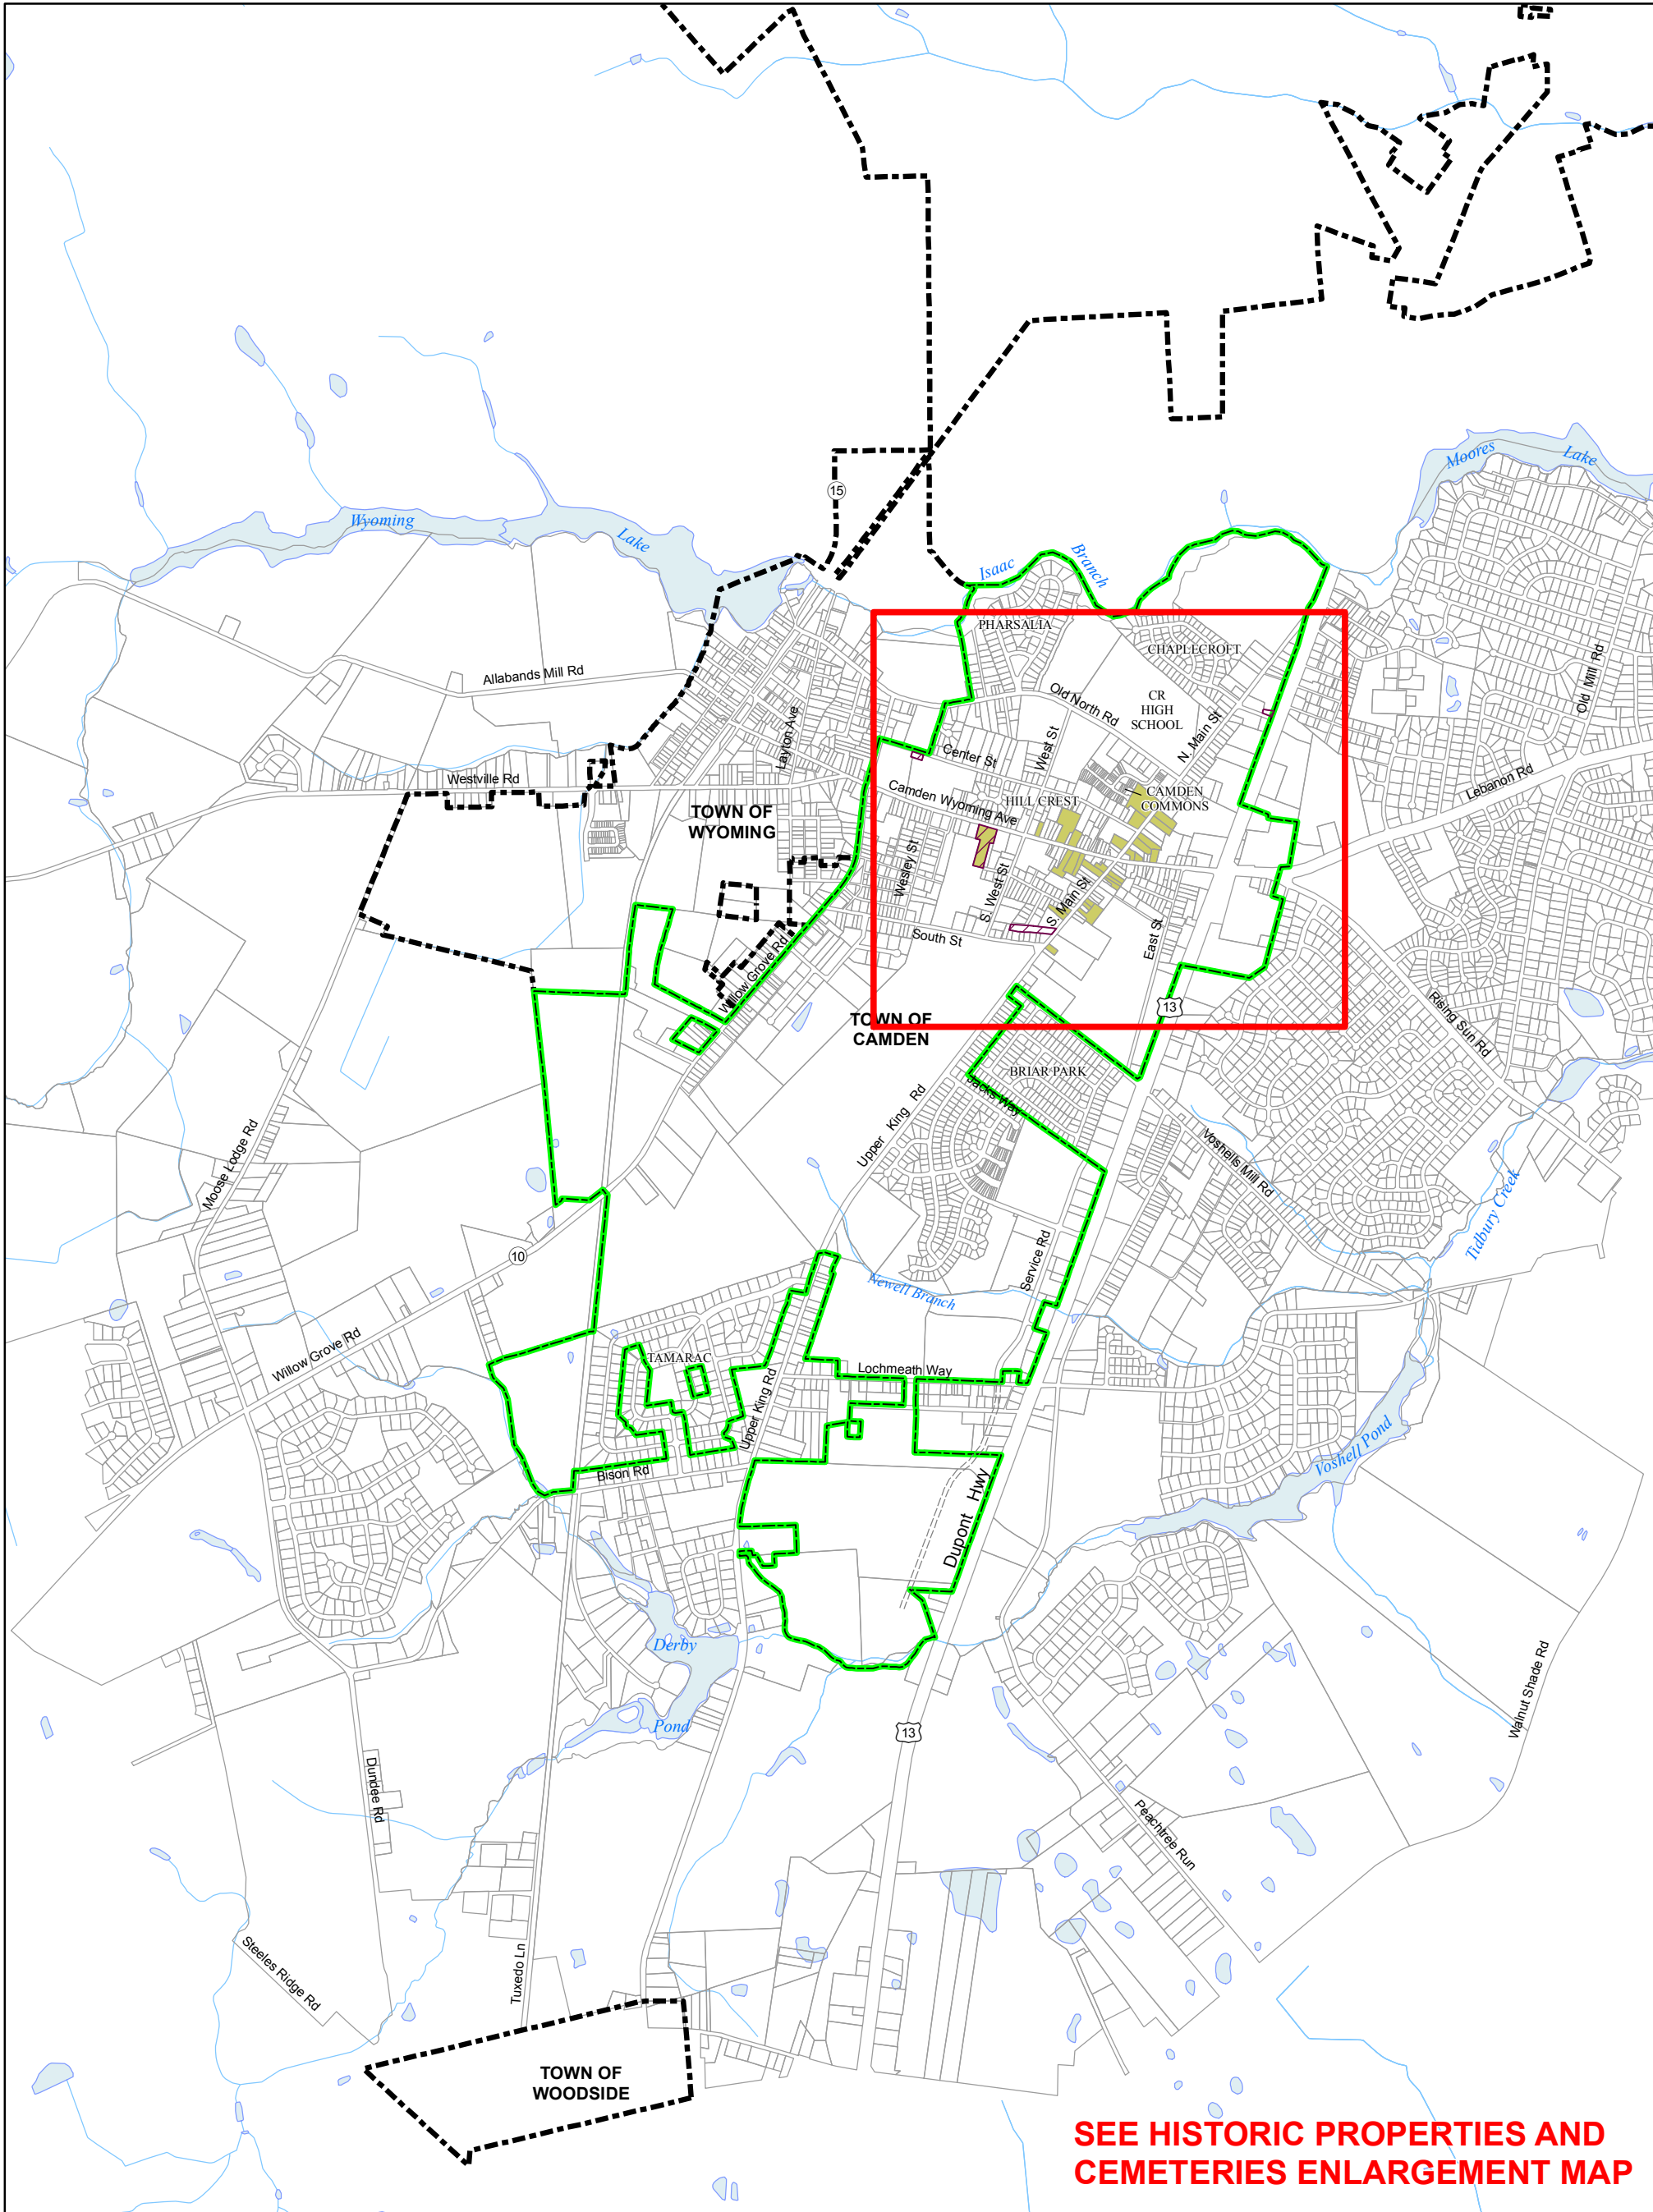 Moores
Lake
15
Wyoming
Lake
Isaac
Branch
PHARSALIA
CHAPLECROFT
Allabands Mill Rd
Old North Rd
CR
HIGH
SCHOOL
Old Mill Rd
N. Main St
Layton Ave
West St
Center St
Westville Rd
Lebanon Rd
Camden Wyoming Ave
HILL CREST
CAMDEN
COMMONS
TOWN OF
WYOMING
Wesley St
S. West St
S. Main St
South St
East St
Willow Grove Rd
13
Rising Sun Rd
TOWN OF
CAMDEN
BRIAR PARK
Jacks Way
Upper King Rd
Moose Lodge Rd
Voshells Mill Rd
Tidbury Creek
10
Service Rd
Newell Branch
Willow Grove Rd
TAMARAC
Lochmeath Way
Upper King Rd
Bison Rd
Voshell Pond
Dupont Hwy
Derby
Pond
13
Walnut Shade Rd
Dundee Rd
Peachtree Run
Steeles Ridge Rd
Tuxedo Ln
TOWN OF
WOODSIDE
SEE HISTORIC PROPERTIES AND
CEMETERIES ENLARGEMENT MAP